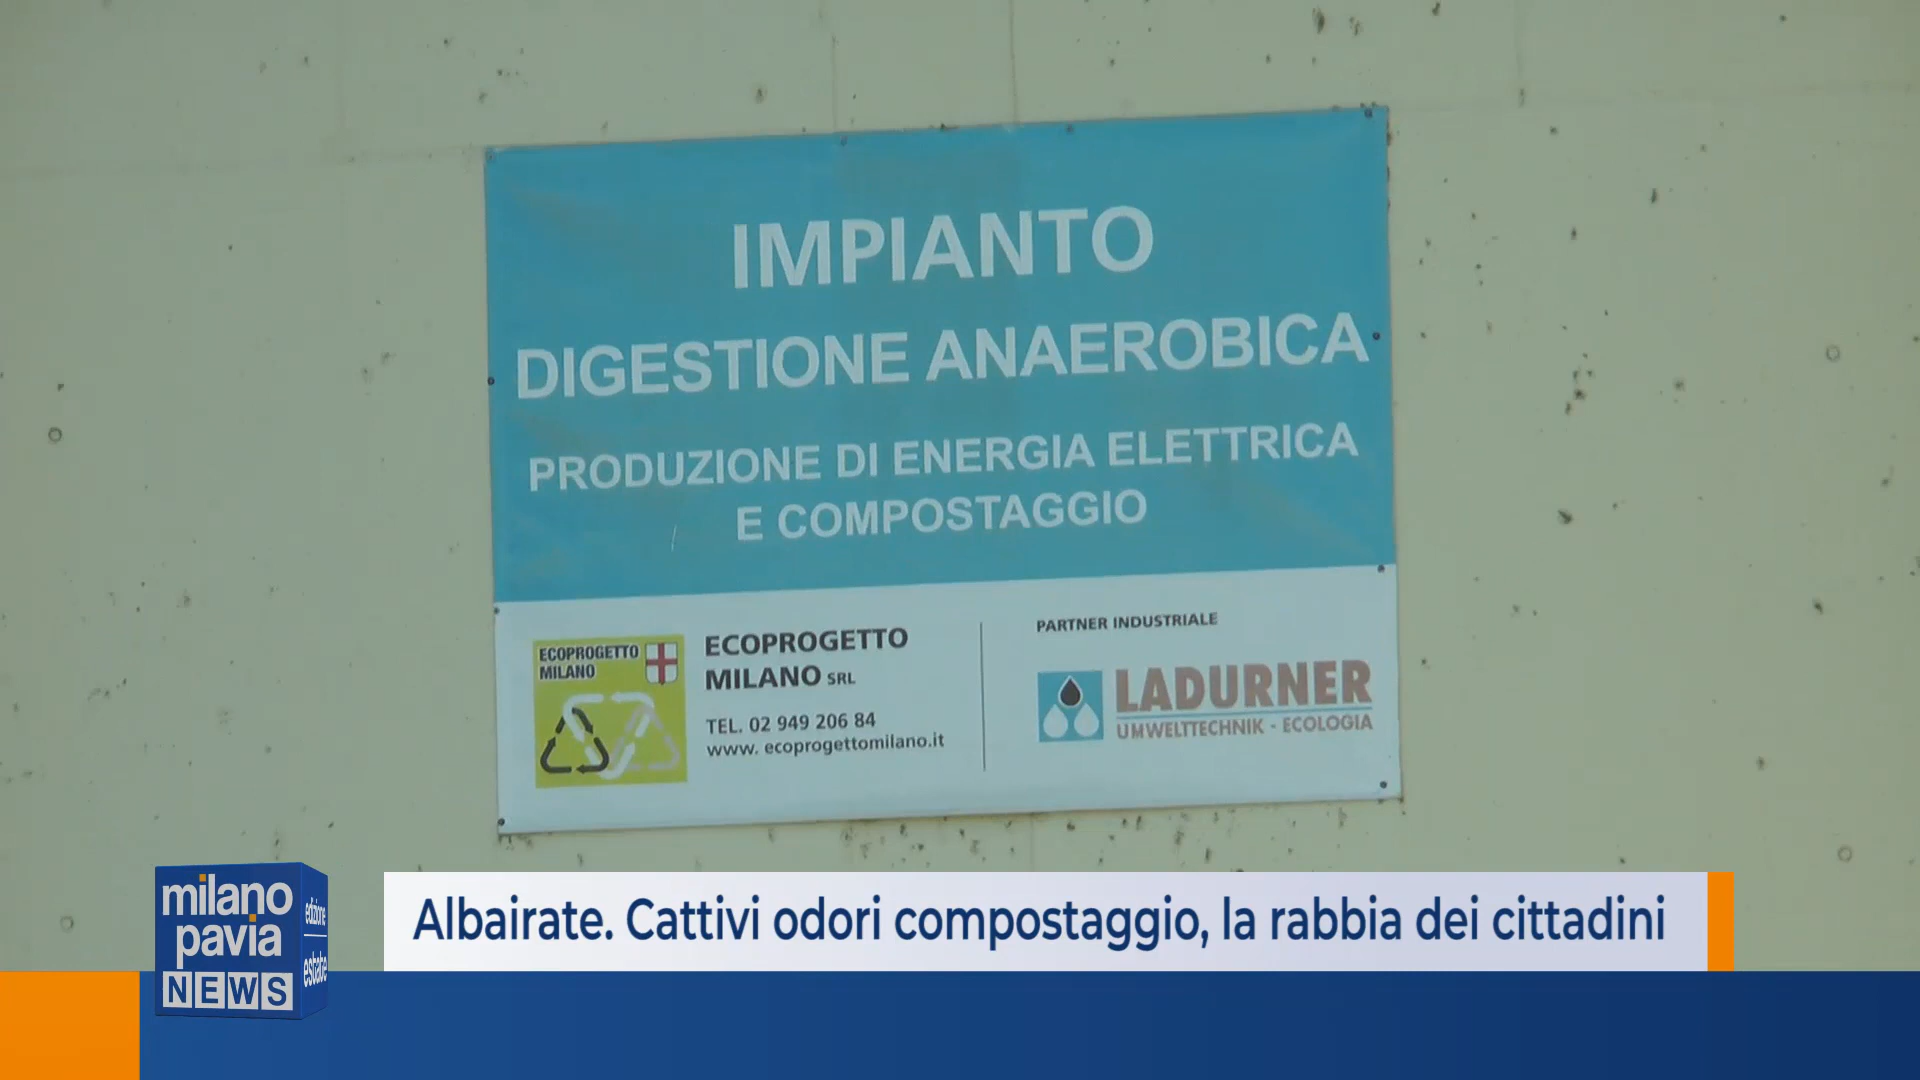 IMPIANTO
DIGESTIONE ANAEROBICA
PRODUZIONE DI ENERGIA ELETTRICA
E COMPOSTAGGIO
ECOPROGETTO
MILANO
ECOPROGETTO
MILANO SRL
TEL. 02 949 206 84
www. ecoprogettomilano.it
PARTNER INDUSTRIALE
LADURNER
UMWELTTECHNIK - ECOLOGIA
Albairate. Cattivi odori compostaggio, la rabbia dei cittadini
milano
pavia
NEWS
edizione
estate